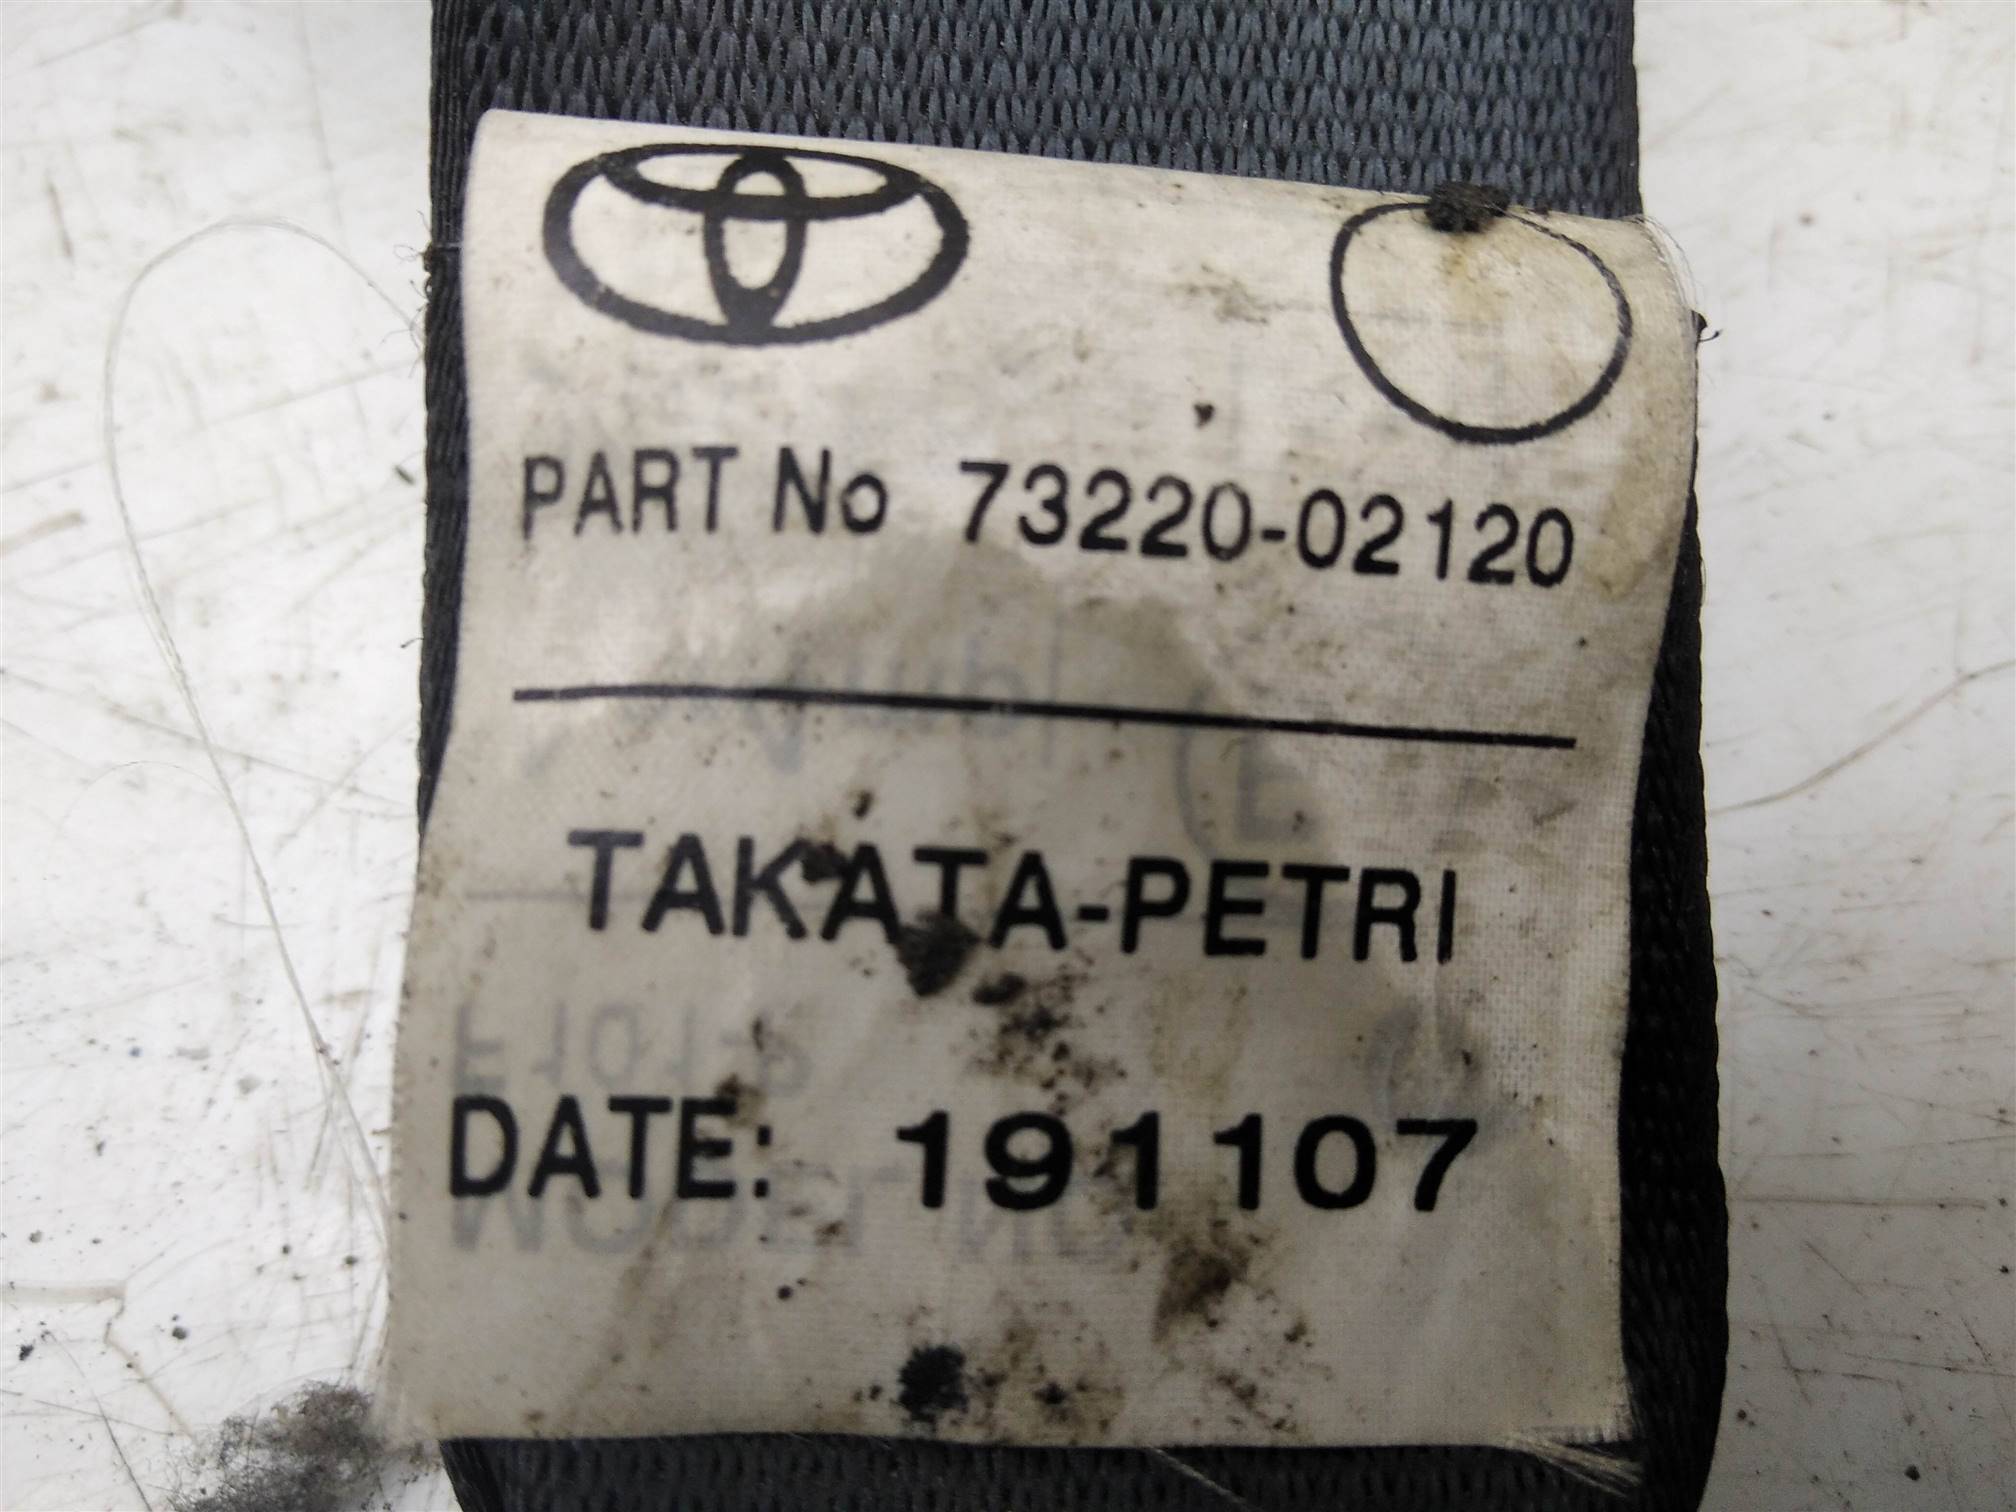 PART No 73220-02120
TAKATA-PETRI
DATE: 191107